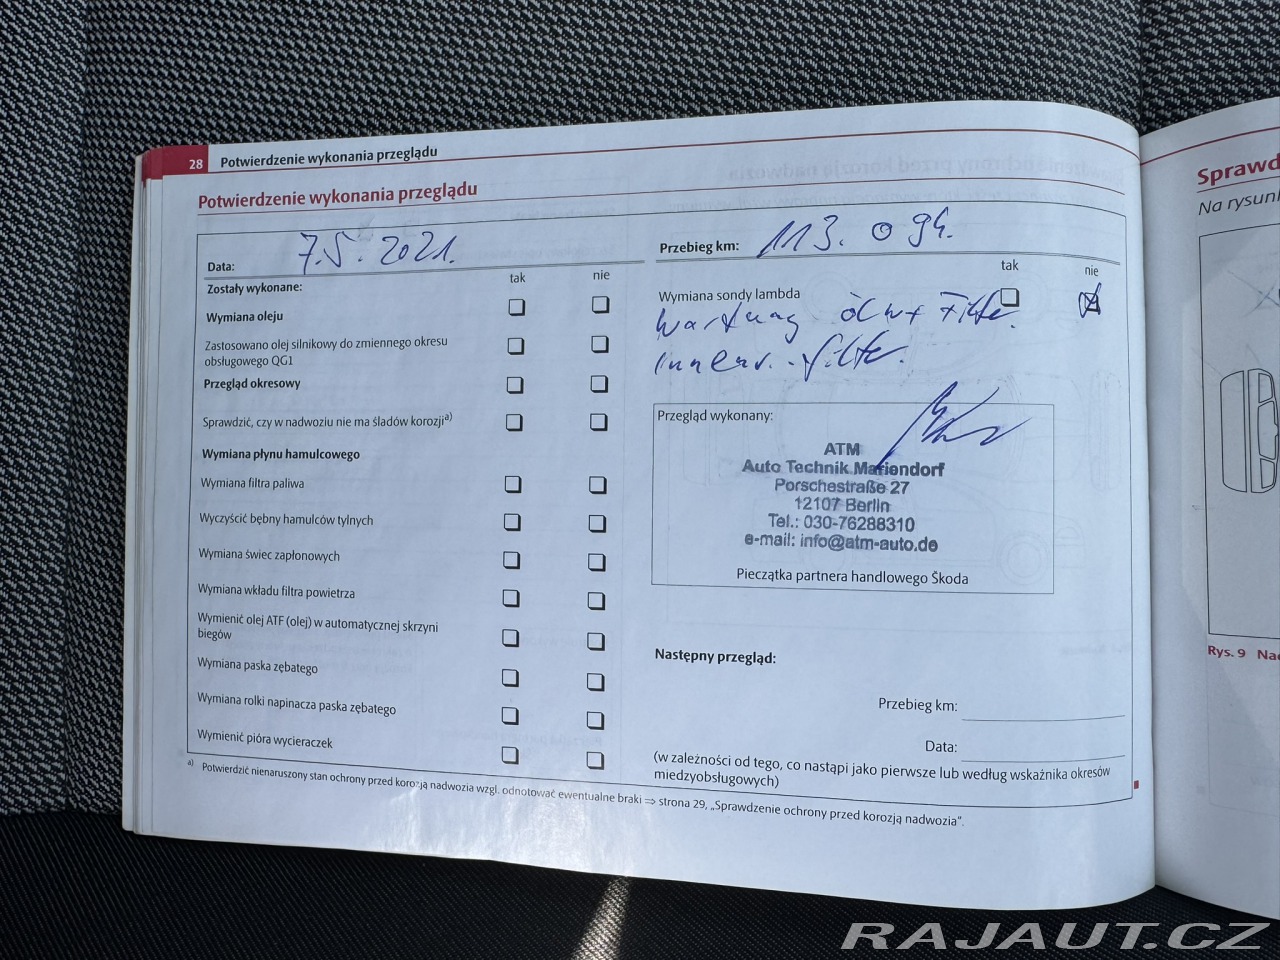 28 Potwierdzenie wykonania przeglądu
Potwierdzenie wykonania przeglądu
Data: 7.5.2021.
Zostały wykonane: tak nie
Wymiana oleju
Zastosowano olej silnikowy do zmiennego okresu
obsługowego QG1
Przegląd okresowy
Sprawdzić, czy w nadwoziu nie ma śladów korozji a)
Wymiana płynu hamulcowego
Wymiana filtra paliwa
Wyczyścić bębny hamulców tylnych
Wymiana świec zapłonowych
Wymiana wkładu filtra powietrza
Wymienić olej ATF (olej) w automatycznej skrzyni
biegów
Wymiana paska zębatego
Wymiana rolki napinacza paska zębatego
Wymienić pióra wycieraczek
Przebieg km: 113.094.
tak nie
Wymiana sondy lambda
Wartung Filter.
Innenr.-filter.
Przegląd wykonany:
ATM
Auto Technik Mariendorf
Porschestraße 27
12107 Berlin
Tel.: 030-76288310
e-mail: info@atm-auto.de
Pieczątka partnera handlowego Škoda
Następny przegląd:
Przebieg km:
Data:
(w zależności od tego, co nastąpi jako pierwsze lub według wskaźnika okresów
miedzyobsługowych)
a) Potwierdzić nienaruszony stan ochrony przed korozją nadwozia wzgl. odnotować ewentualne braki ⇒ strona 29, „Sprawdzenie ochrony przed korozją nadwozia”.
Na
Rys. 9
RAJAUT.CZ